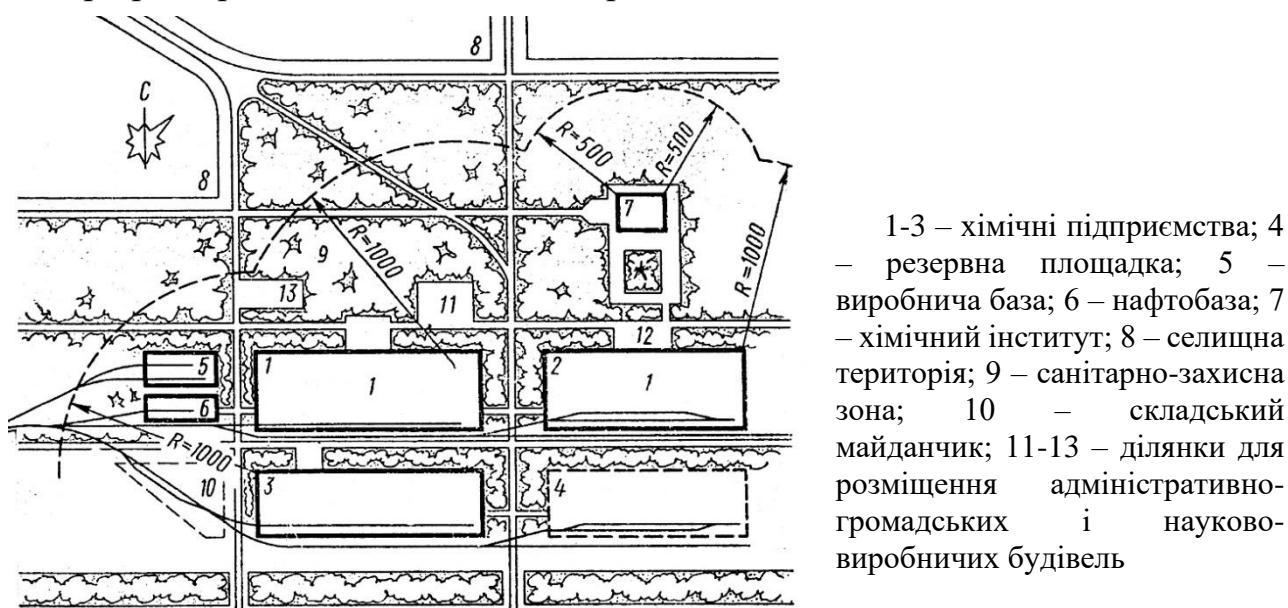 8
С
8
R=500
R=500
7
R=1000
9
R=1000
13
11
12
5
1
1
2
1
6
R=1000
10
3
4
1-3 – хімічні підприємства; 4
– резервна площадка; 5 –
виробнича база; 6 – нафтобаза; 7
– хімічний інститут; 8 – селищна
територія; 9 – санітарно-захисна
зона; 10 – складський
майданчик; 11-13 – ділянки для
розміщення адміністративно-
громадських і науково-
виробничих будівель